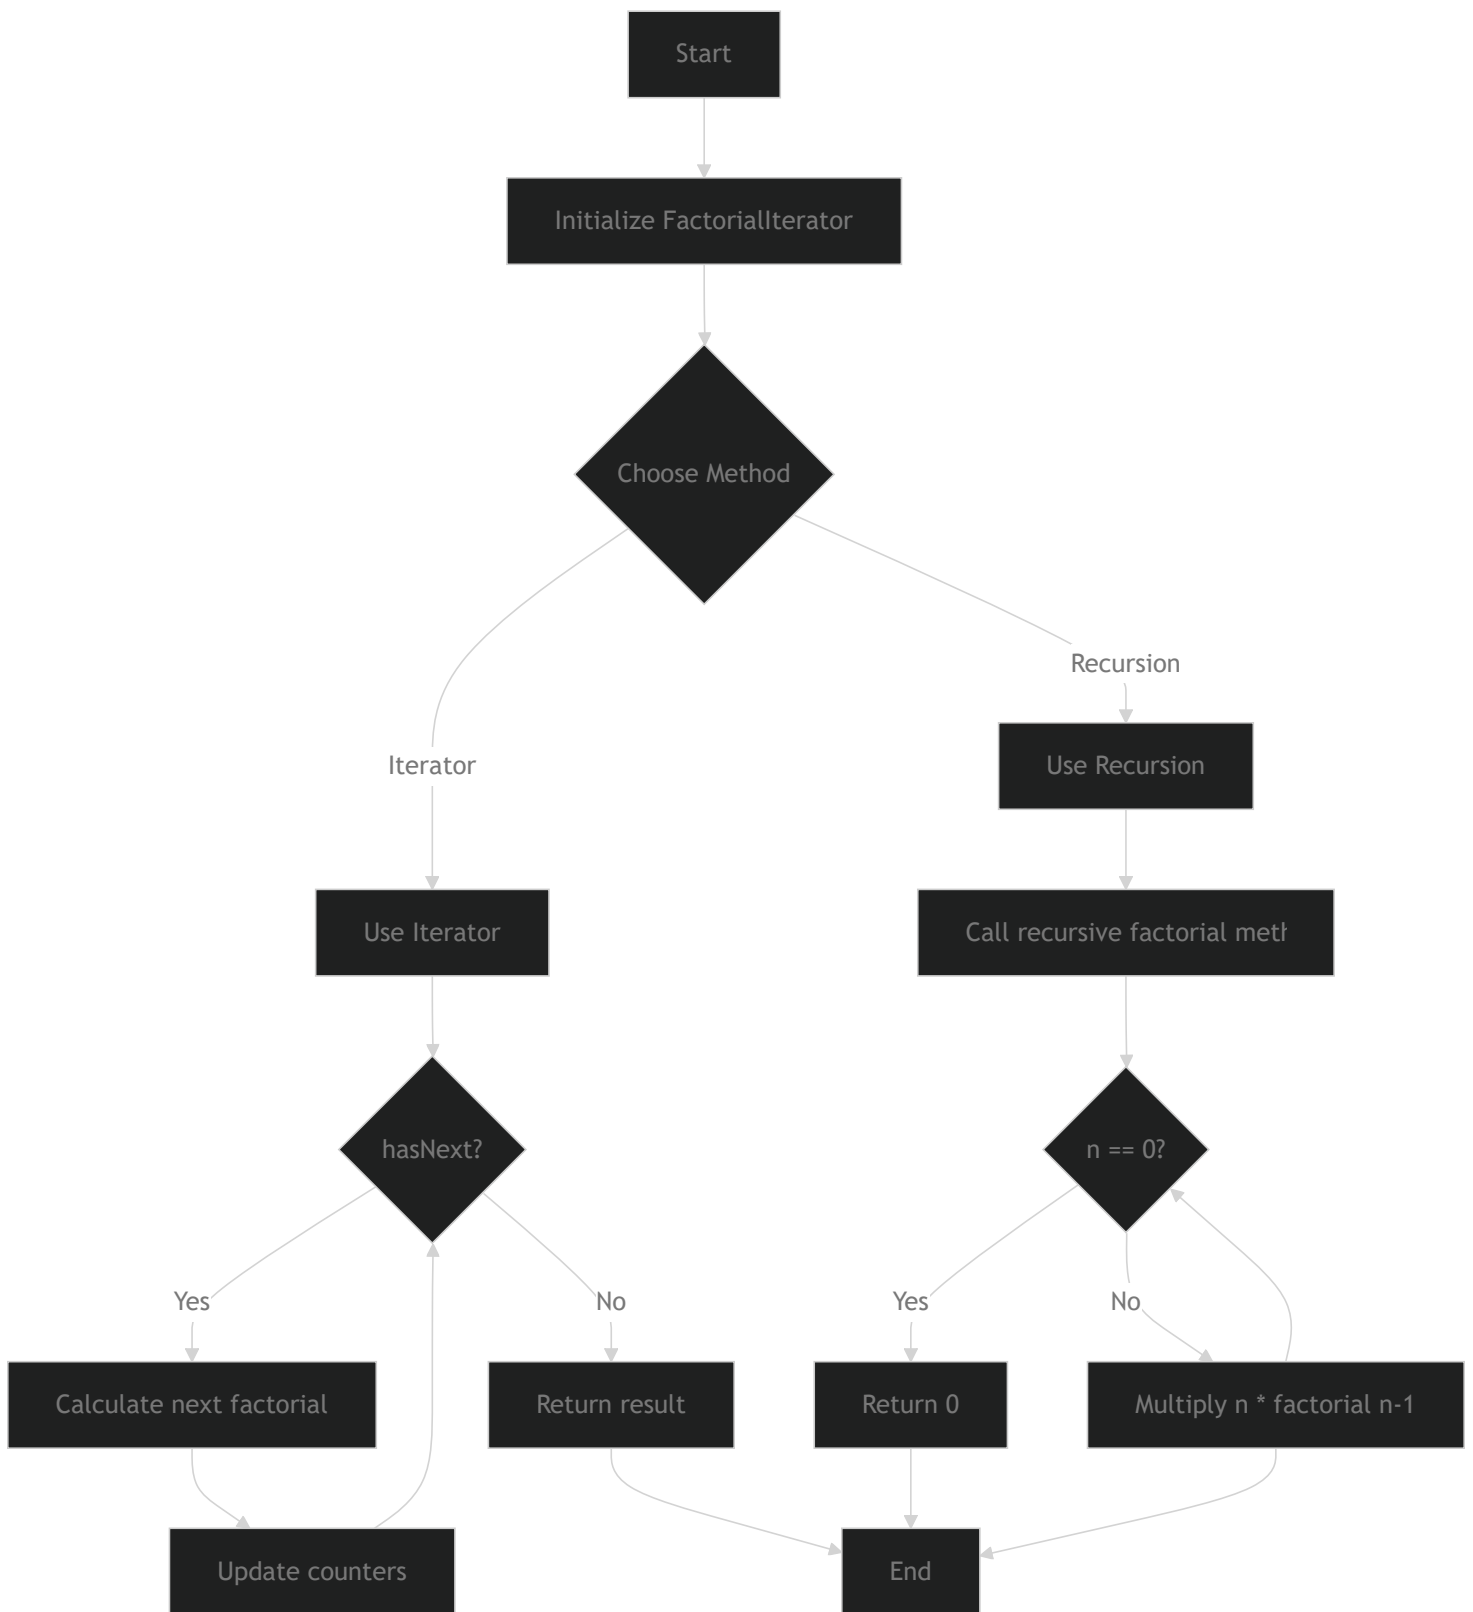 Start
Initialize FactorialIterator
Choose Method
Recursion
Iterator
Use Recursion
Use Iterator
Call recursive factorial meth
hasNext?
n == 0?
Yes
No
Yes
No
Calculate next factorial
Return result
Return 0
Multiply n * factorial n-1
Update counters
End